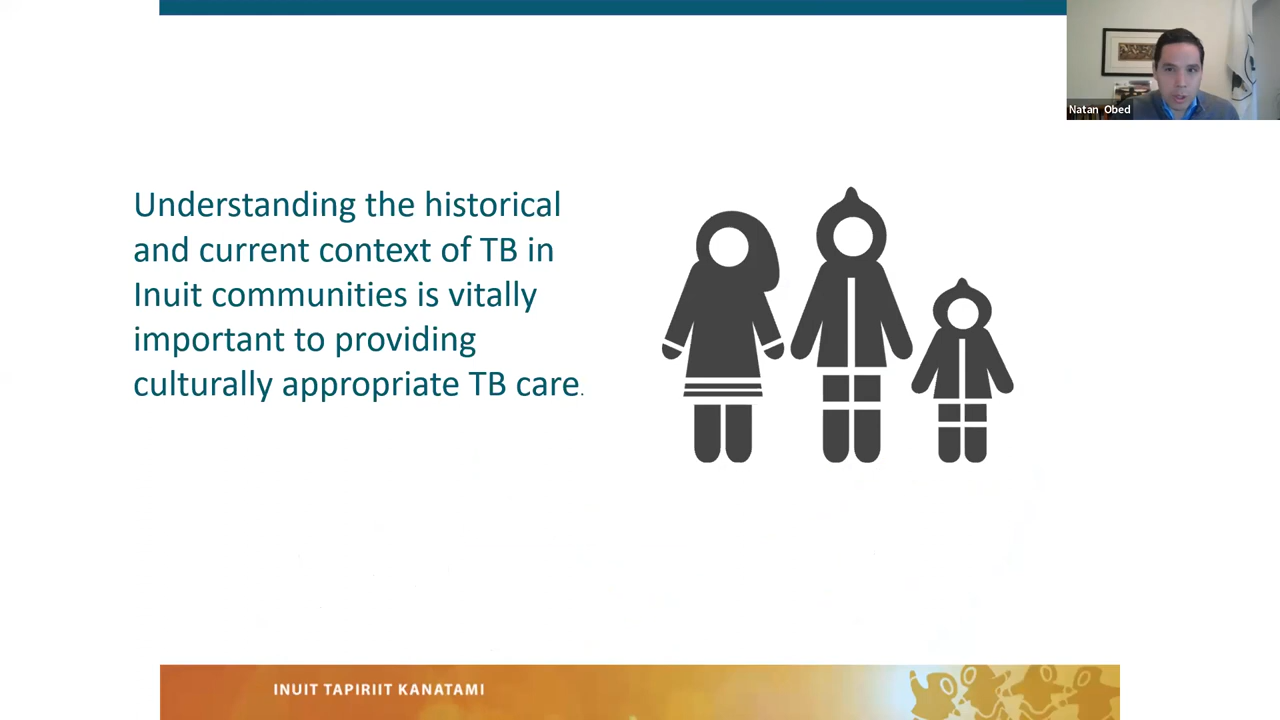 Natan Obed
Understanding the historical
and current context of TB in
Inuit communities is vitally
important to providing
culturally appropriate TB care.
INUIT TAPIRIIT KANATAMI